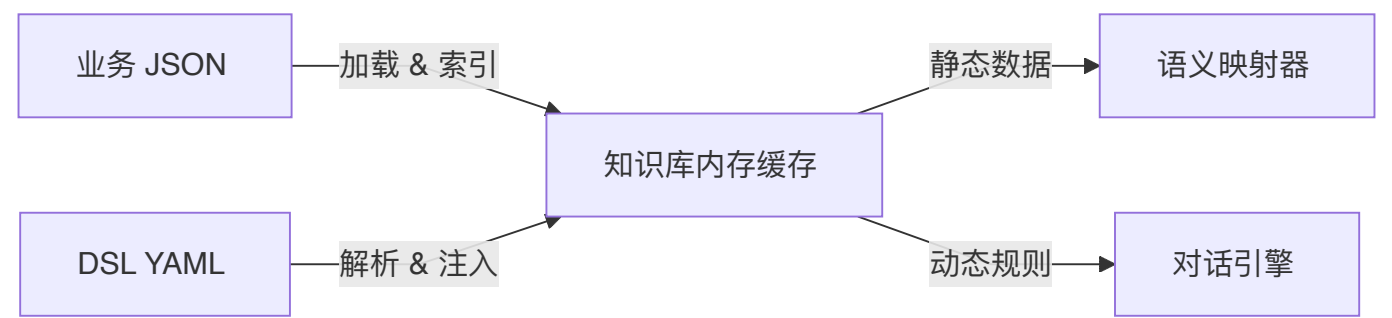 业务 JSON
加载 & 索引
静态数据
语义映射器
知识库内存缓存
DSL YAML
解析 & 注入
动态规则
对话引擎